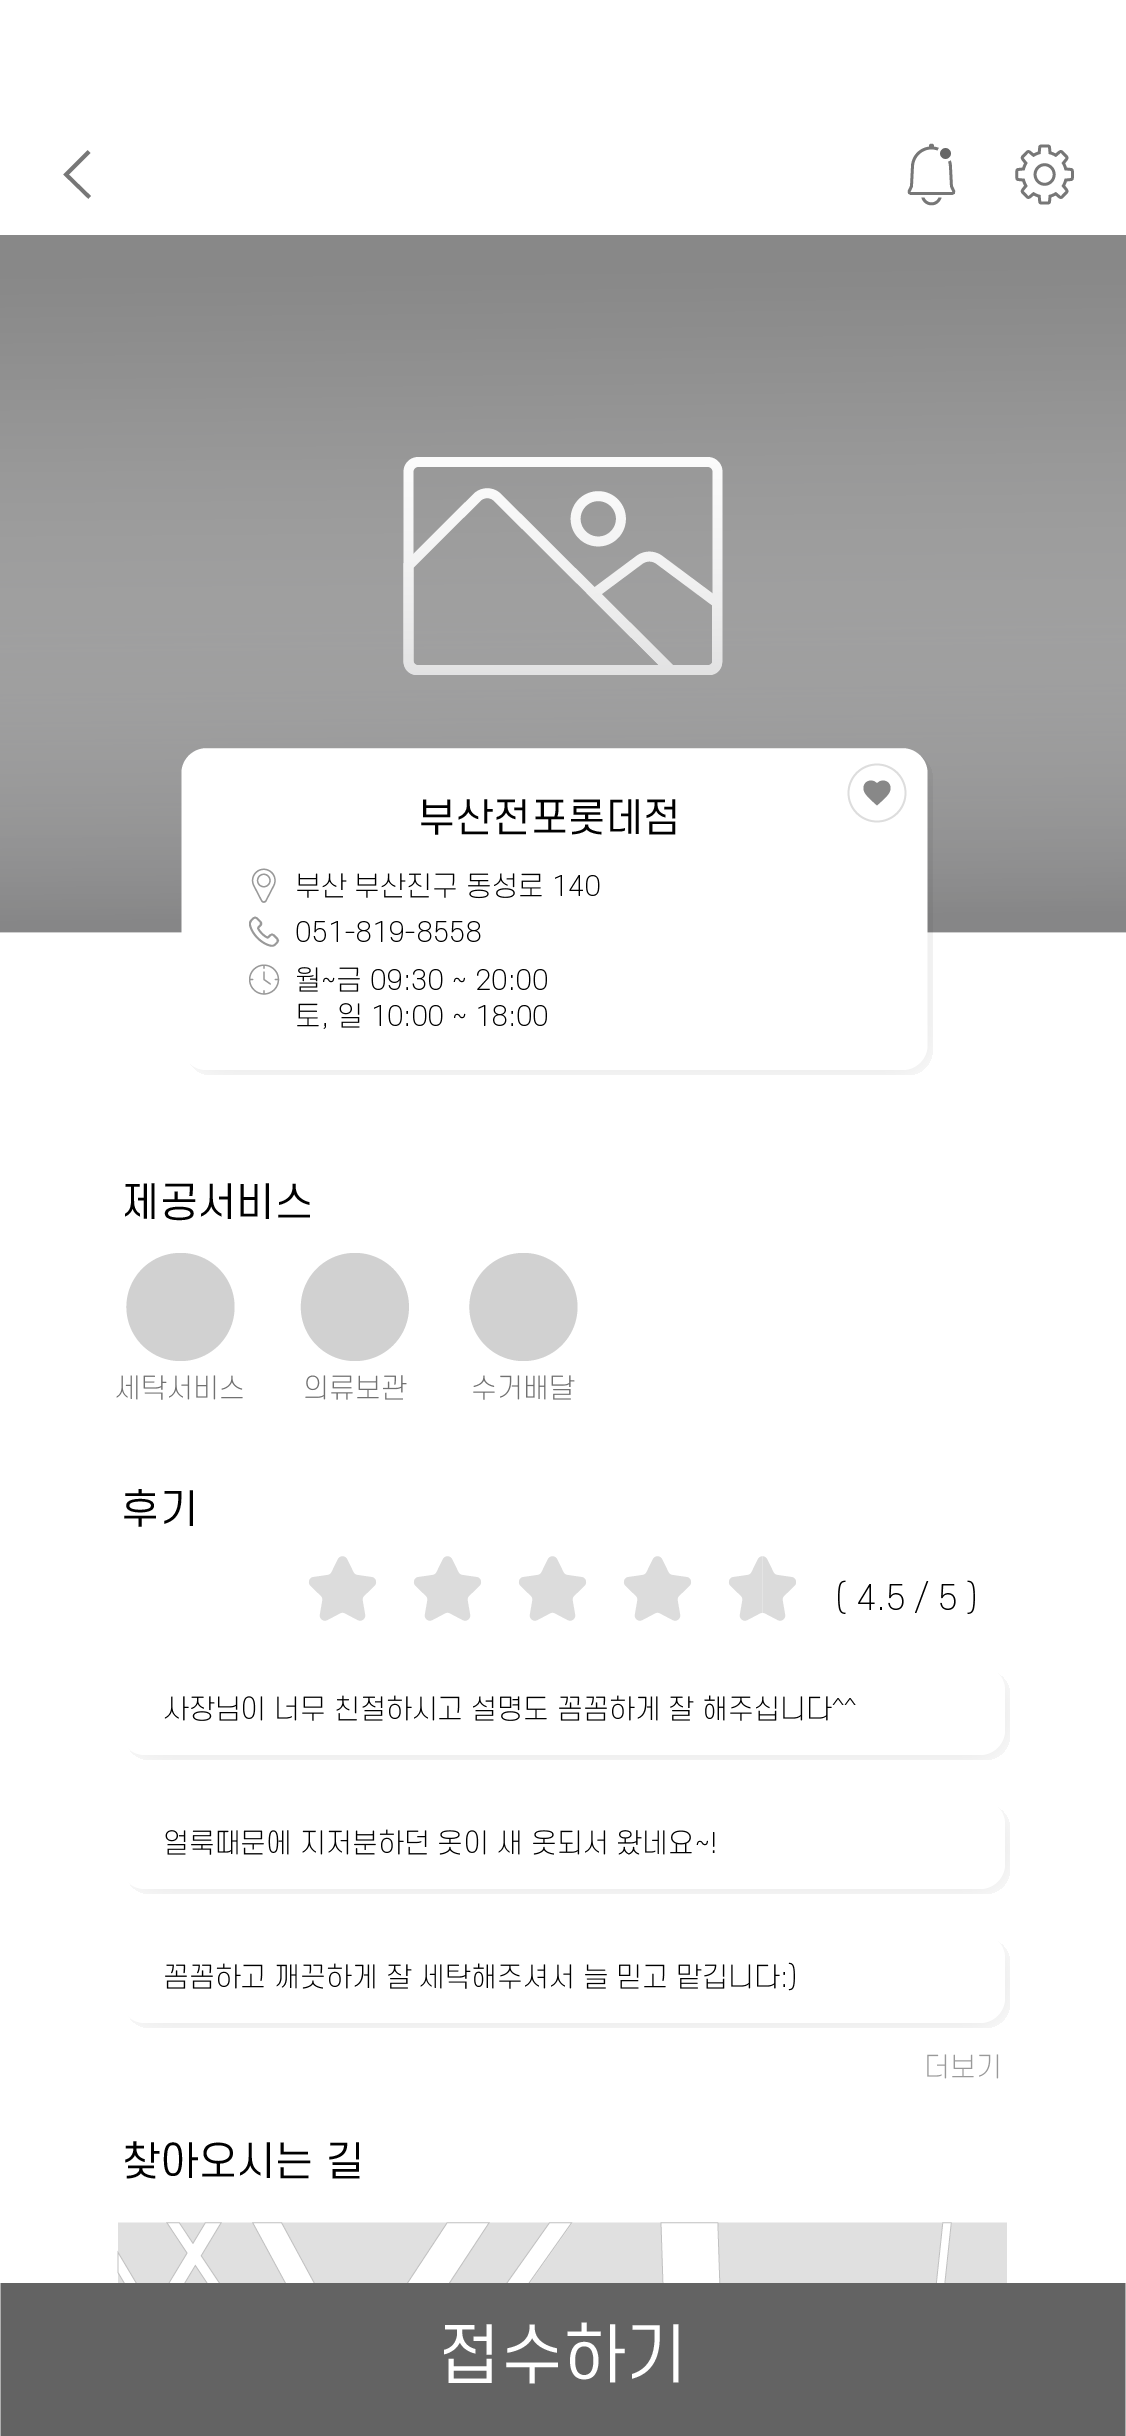 부산전포롯데점
부산 부산진구 동성로 140
051-819-8558
월~금 09:30 ~ 20:00
토, 일 10:00 ~ 18:00
제공서비스
세탁서비스 의류보관 수거배달
후기
( 4.5 / 5 )
사장님이 너무 친절하시고 설명도 꼼꼼하게 잘 해주십니다^^
얼룩때문에 지저분하던 옷이 새 옷되서 왔네요~!
꼼꼼하고 깨끗하게 잘 세탁해주셔서 늘 믿고 맡깁니다:)
더보기
찾아오시는 길
접수하기